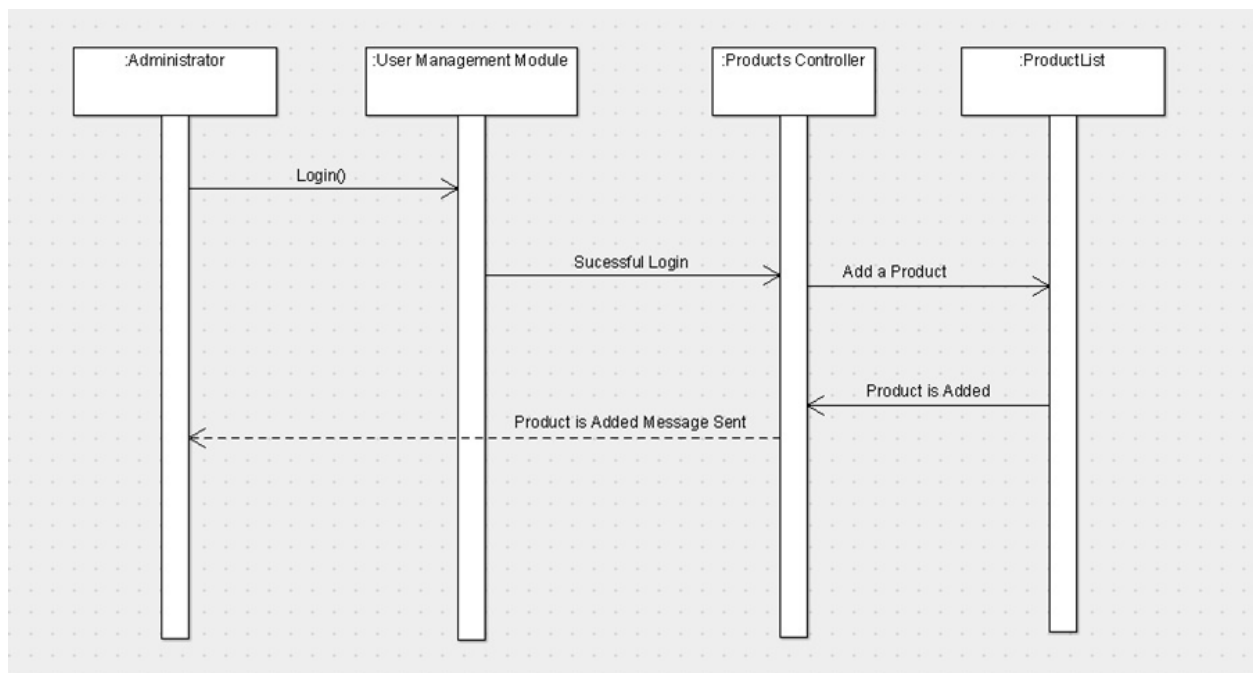 :Administrator
:User Management Module
:Products Controller
:ProductList
Login()
Sucessful Login
Add a Product
Product is Added
Product is Added Message Sent